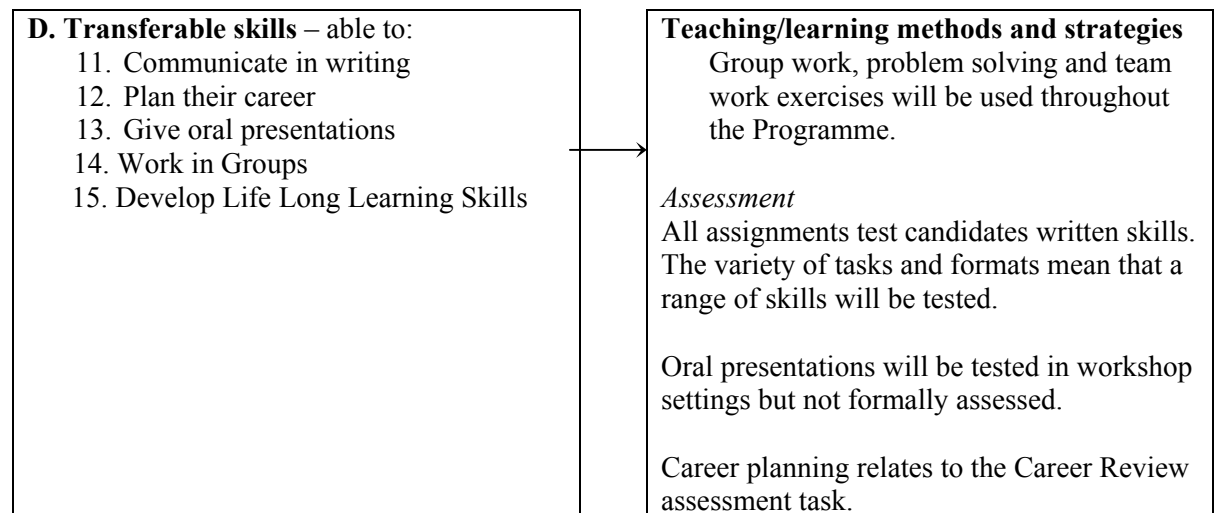 D. Transferable skills – able to:
11. Communicate in writing
12. Plan their career
13. Give oral presentations
14. Work in Groups
15. Develop Life Long Learning Skills
Teaching/learning methods and strategies
Group work, problem solving and team
work exercises will be used throughout
the Programme.
Assessment
All assignments test candidates written skills.
The variety of tasks and formats mean that a
range of skills will be tested.
Oral presentations will be tested in workshop
settings but not formally assessed.
Career planning relates to the Career Review
assessment task.